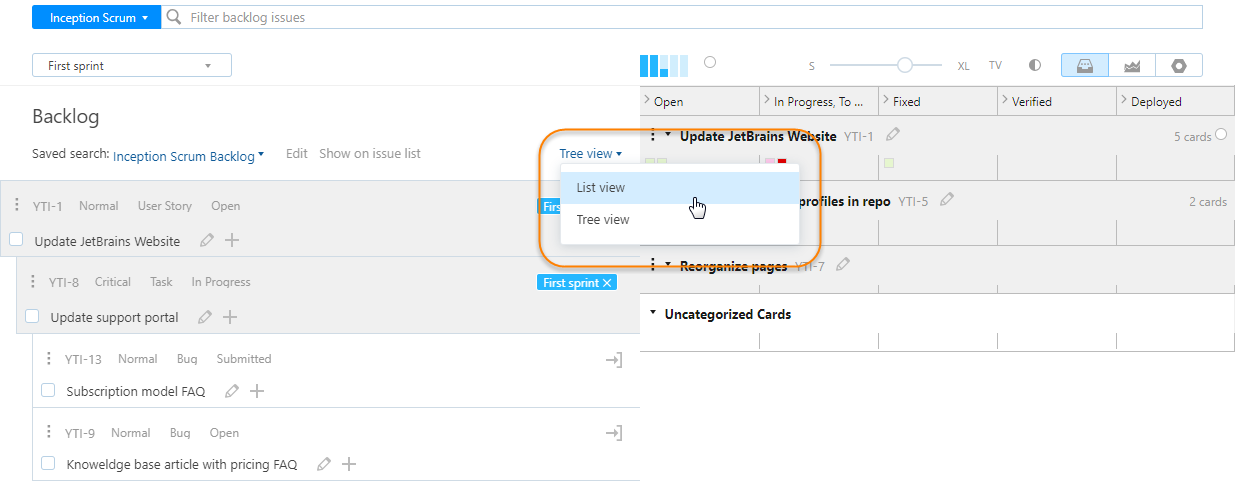 Inception Scrum
Filter backlog issues
First sprint
S
XL
TV
Backlog
Saved search: Inception Scrum Backlog
Edit
Show on issue list
Tree view
List view
Tree view
YTI-1 Normal User Story Open
Update JetBrains Website
YTI-8 Critical Task In Progress
First sprint
Update support portal
YTI-13 Normal Bug Submitted
Subscription model FAQ
YTI-9 Normal Bug Open
Knoweldge base article with pricing FAQ
Open
In Progress, To ...
Fixed
Verified
Deployed
Update JetBrains Website YTI-1
5 cards
profiles in repo YTI-5
2 cards
Reorganize pages YTI-7
Uncategorized Cards